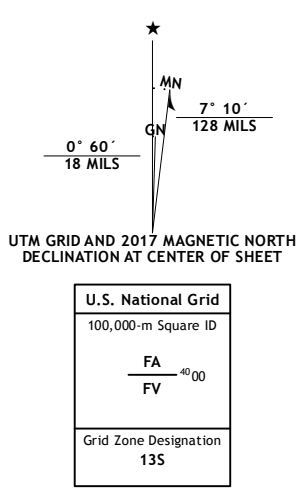 ★
MN
7° 10´
128 MILS
GN
0° 60´
18 MILS
UTM GRID AND 2017 MAGNETIC NORTH
DECLINATION AT CENTER OF SHEET
U.S. National Grid
100,000-m Square ID
FA
4000
FV
Grid Zone Designation
13S